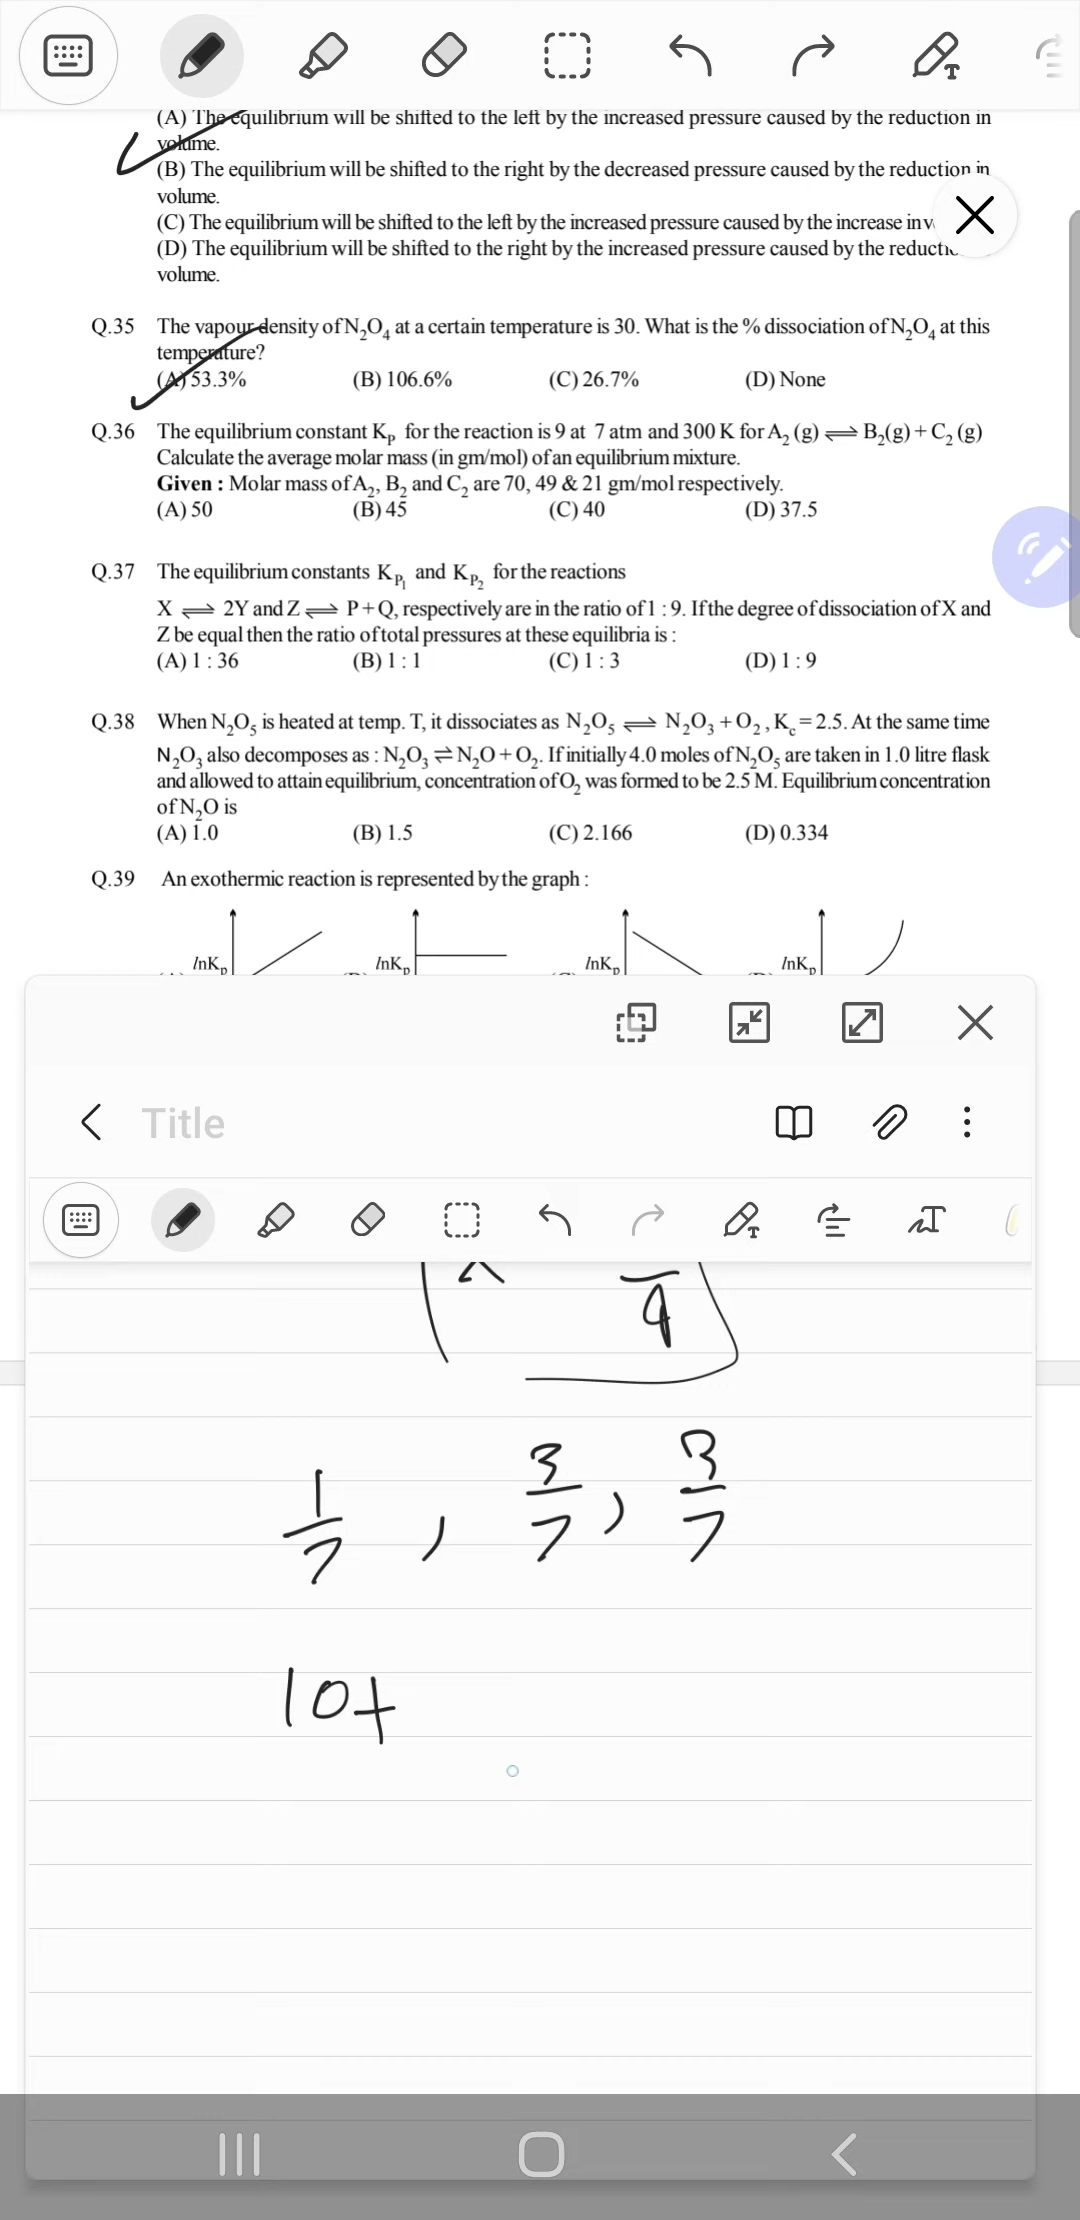 (A) The equilibrium will be shifted to the left by the increased pressure caused by the reduction in
volume.
(B) The equilibrium will be shifted to the right by the decreased pressure caused by the reduction in
volume.
(C) The equilibrium will be shifted to the left by the increased pressure caused by the increase in
(D) The equilibrium will be shifted to the right by the increased pressure caused by the
volume.
Q.35 The vapour density of N₂O₄ at a certain temperature is 30. What is the % dissociation of N₂O₄ at this
temperature?
(A) 53.3% (B) 106.6% (C) 26.7% (D) None
Q.36 The equilibrium constant Kₚ for the reaction is 9 at 7 atm and 300 K for A₂ (g) ⇌ B₂(g) + C₂ (g)
Calculate the average molar mass (in gm/mol) of an equilibrium mixture.
Given : Molar mass of A₂, B₂ and C₂ are 70, 49 & 21 gm/mol respectively.
(A) 50 (B) 45 (C) 40 (D) 37.5
Q.37 The equilibrium constants K_P₁ and K_P₂ for the reactions
X ⇌ 2Y and Z ⇌ P + Q, respectively are in the ratio of 1 : 9. If the degree of dissociation of X and
Z be equal then the ratio of total pressures at these equilibria is :
(A) 1 : 36 (B) 1 : 1 (C) 1 : 3 (D) 1 : 9
Q.38 When N₂O₅ is heated at temp. T, it dissociates as N₂O₅ ⇌ N₂O₃ + O₂ , K_c = 2.5. At the same time
N₂O₃ also decomposes as : N₂O₃ ⇌ N₂O + O₂. If initially 4.0 moles of N₂O₅ are taken in 1.0 litre flask
and allowed to attain equilibrium, concentration of O₂ was formed to be 2.5 M. Equilibrium concentration
of N₂O is
(A) 1.0 (B) 1.5 (C) 2.166 (D) 0.334
Q.39 An exothermic reaction is represented by the graph :
lnKₚ lnKₚ lnKₚ lnKₚ
Title
1/7 , 3/7 , 3/7
10+